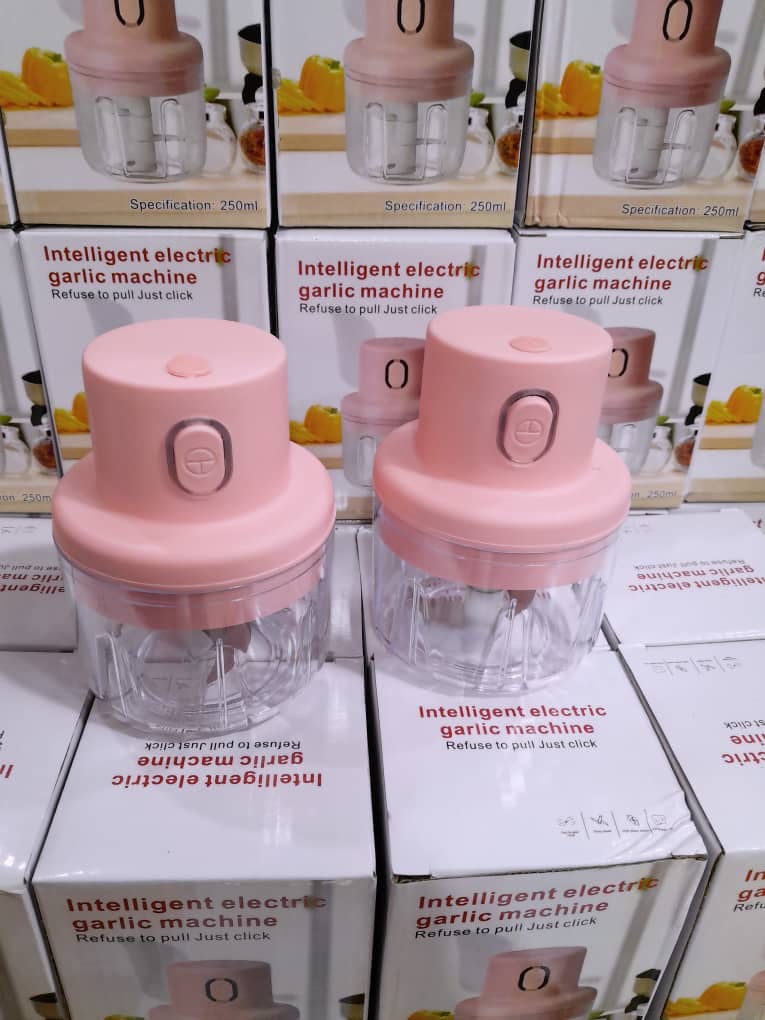 Specification: 250ml
Specification: 250ml
Specification: 250ml
Intelligent electric
garlic machine
Refuse to pull Just click
Intelligent electric
garlic machine
Refuse to pull Just click
Intelligent electric
garlic machine
Refuse to pull Just click
250ml
250ml
Refuse to pull Just click
garlic machine
Intelligent electric
Refuse to pull Just click
garlic machine
Intelligent electric
Intelligent electric
garlic machine
Refuse to pull Just click
Intelligent electric
garlic machine
Refuse to pull Just click
Intelligent electric
garlic machine
Refuse to pull Just click